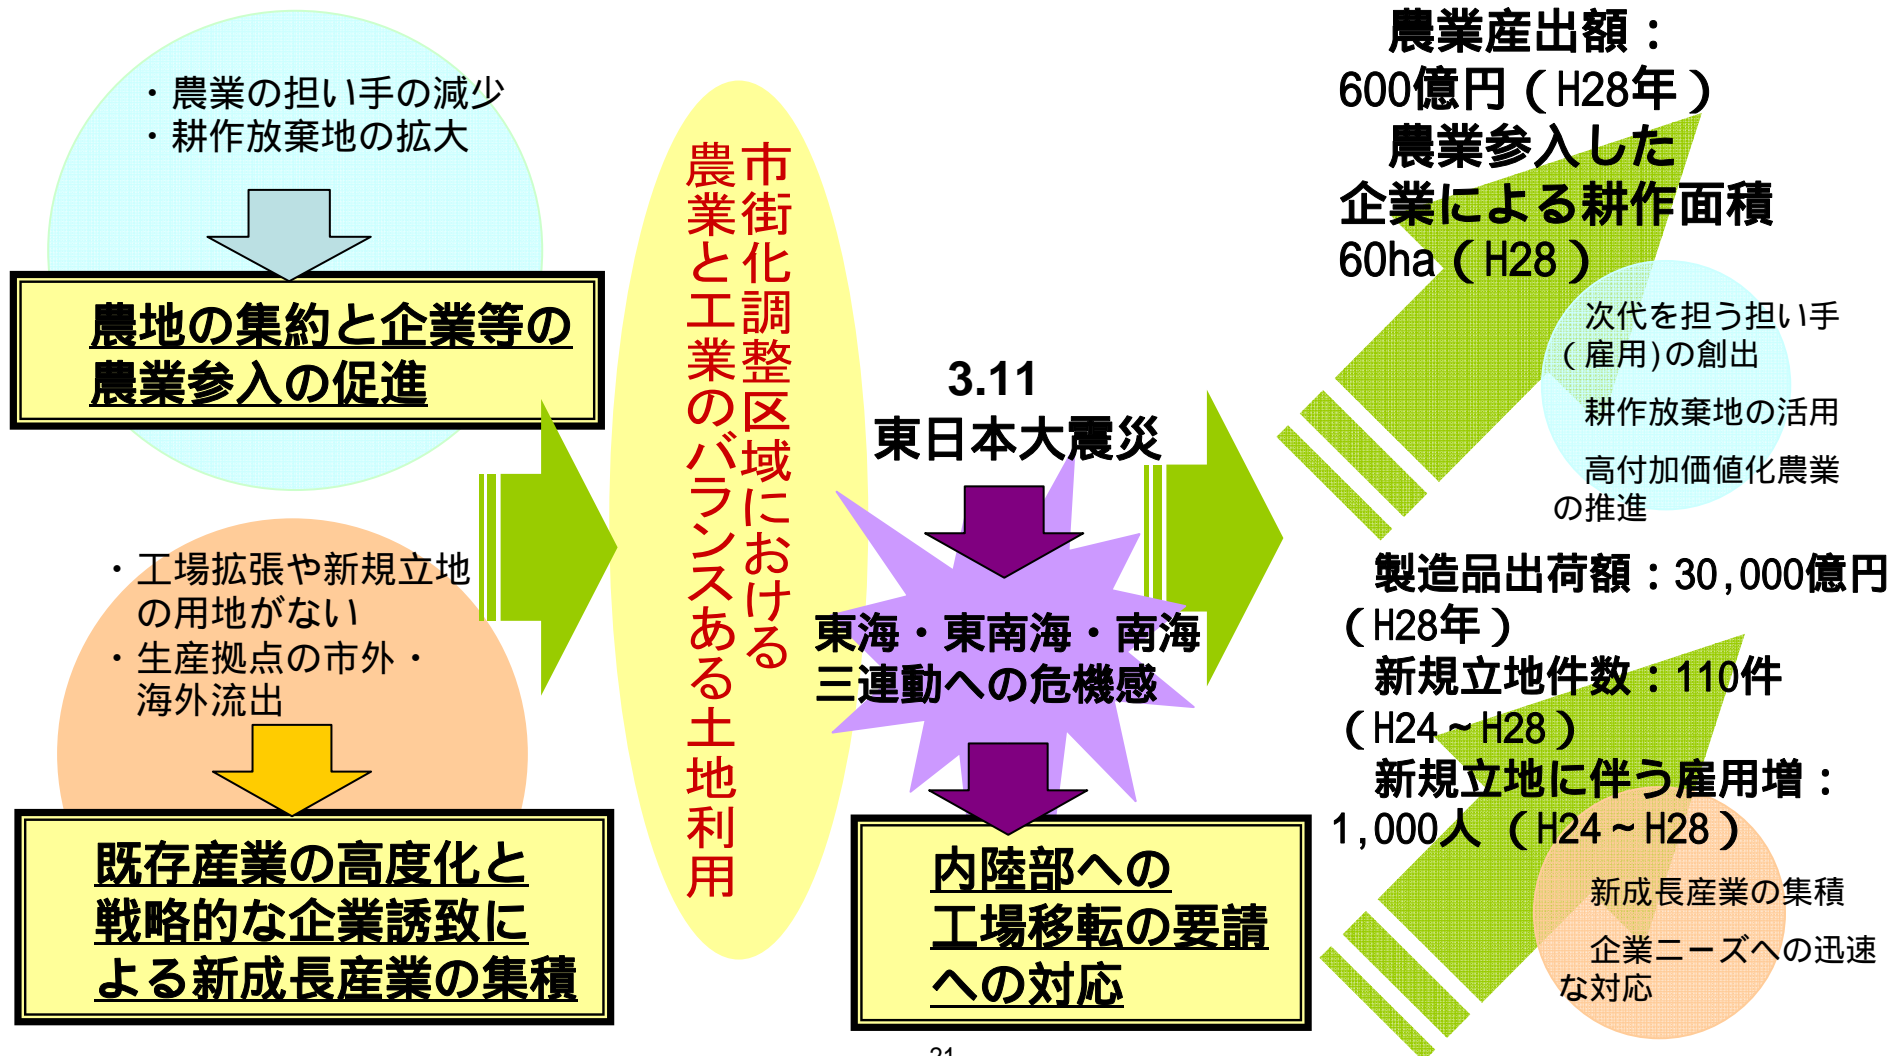 ・農業の担い手の減少
・耕作放棄地の拡大
農地の集約と企業等の
農業参入の促進
・工場拡張や新規立地
の用地がない
・生産拠点の市外・
海外流出
既存産業の高度化と
戦略的な企業誘致に
よる新成長産業の集積
市街化調整区域における
農業と工業のバランスある土地利用
3.11
東日本大震災
東海・東南海・南海
三連動への危機感
内陸部への
工場移転の要請
への対応
農業産出額：
600億円（H28年）
農業参入した
企業による耕作面積
60ha（H28）
次代を担う担い手
（雇用)の創出
耕作放棄地の活用
高付加価値化農業
の推進
製造品出荷額：30,000億円
（H28年）
新規立地件数：110件
（H24～H28）
新規立地に伴う雇用増：
1,000人 （H24～H28）
新成長産業の集積
企業ニーズへの迅速
な対応
21